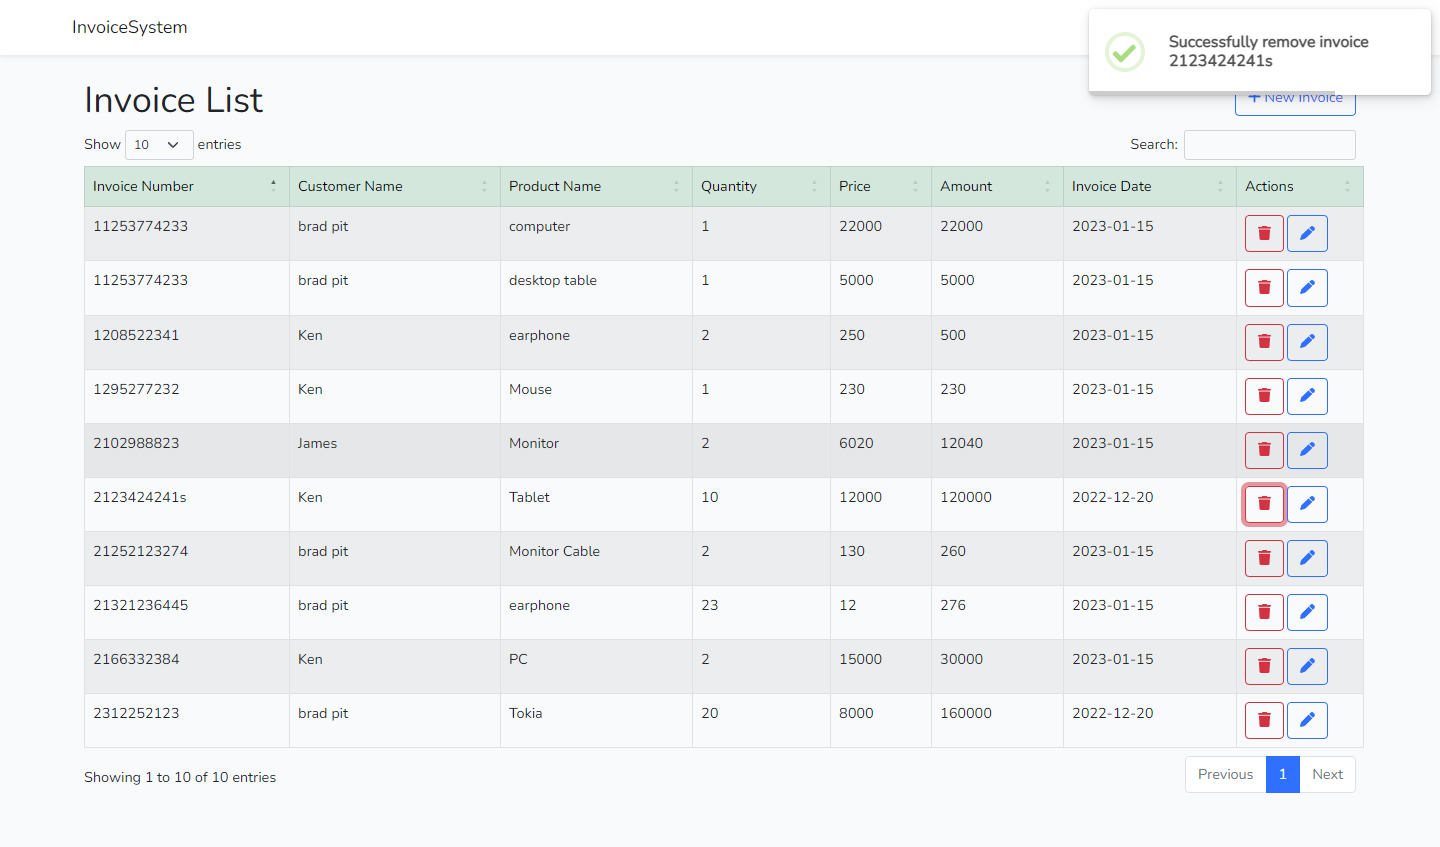 InvoiceSystem
Successfully remove invoice
2123424241s
Invoice List
New Invoice
Show 10 entries Search:
Invoice Number Customer Name Product Name Quantity Price Amount Invoice Date Actions
11253774233 brad pit computer 1 22000 22000 2023-01-15
11253774233 brad pit desktop table 1 5000 5000 2023-01-15
1208522341 Ken earphone 2 250 500 2023-01-15
1295277232 Ken Mouse 1 230 230 2023-01-15
2102988823 James Monitor 2 6020 12040 2023-01-15
2123424241s Ken Tablet 10 12000 120000 2022-12-20
21252123274 brad pit Monitor Cable 2 130 260 2023-01-15
21321236445 brad pit earphone 23 12 276 2023-01-15
2166332384 Ken PC 2 15000 30000 2023-01-15
2312252123 brad pit Tokia 20 8000 160000 2022-12-20
Showing 1 to 10 of 10 entries Previous 1 Next